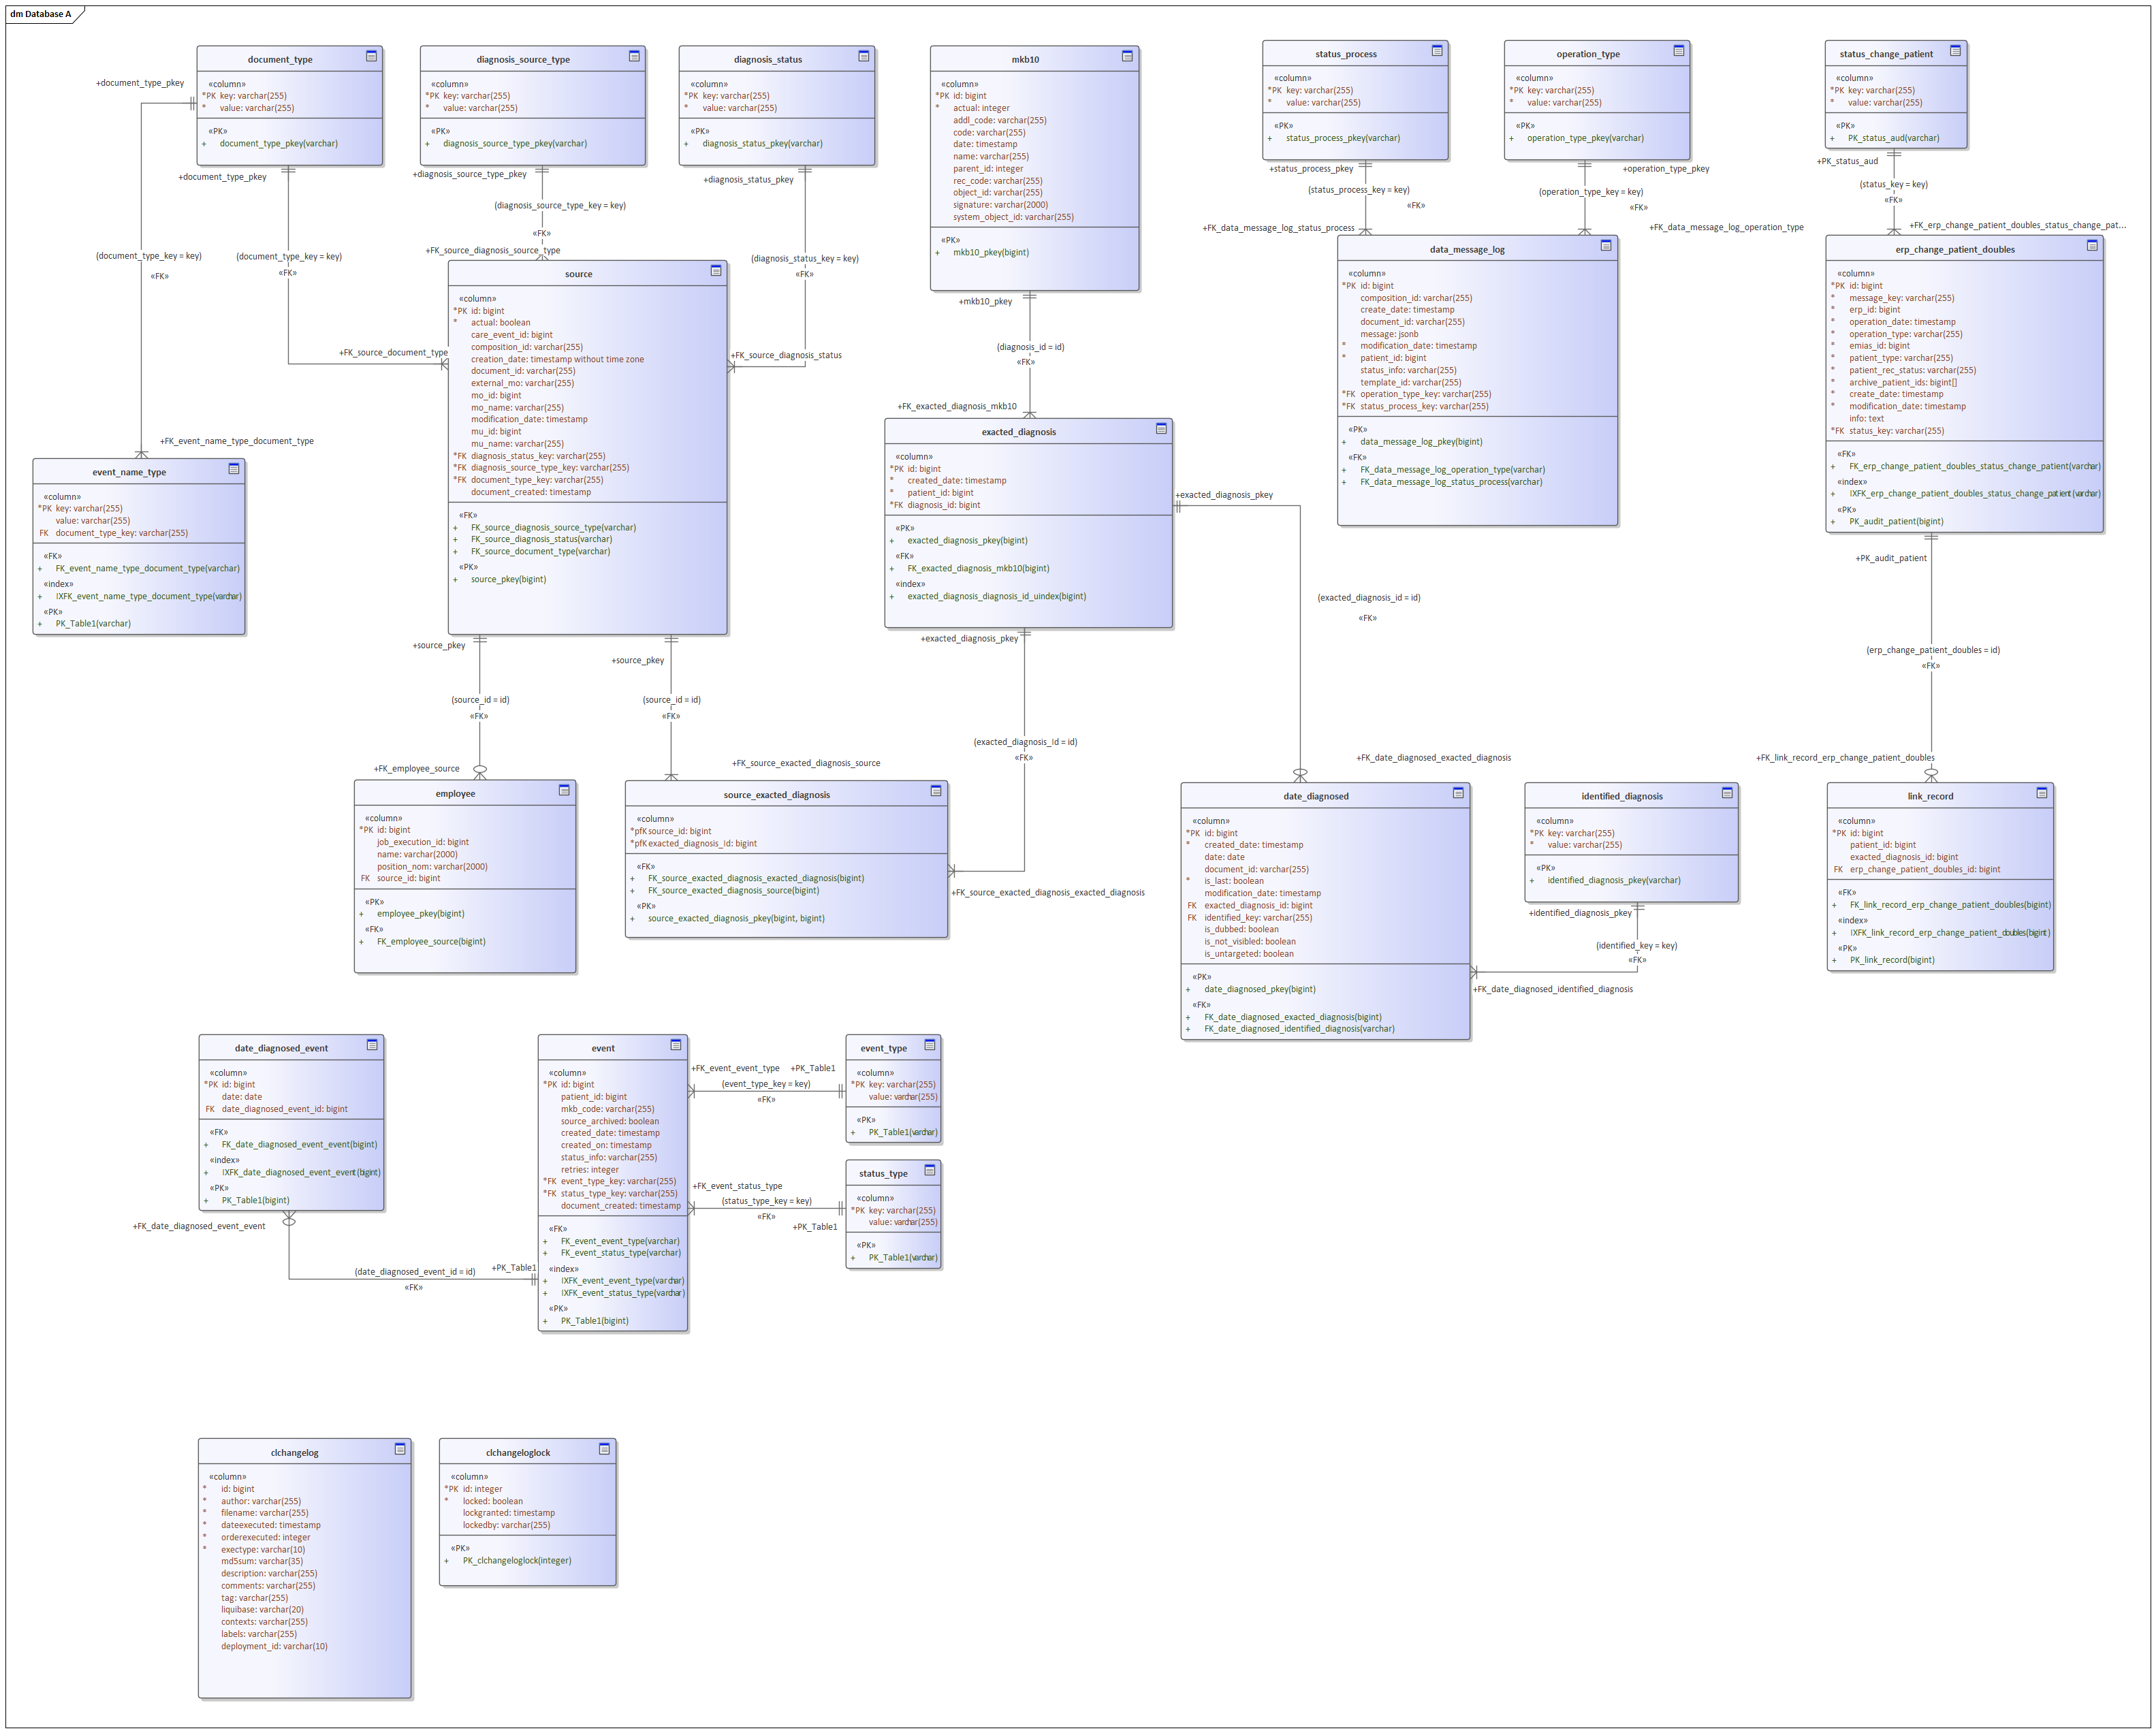 dm Database A
document_type
«column»
*PK key: varchar(255)
* value: varchar(255)
«PK»
+ document_type_pkey(varchar)
diagnosis_source_type
«column»
*PK key: varchar(255)
* value: varchar(255)
«PK»
+ diagnosis_source_type_pkey(varchar)
diagnosis_status
«column»
*PK key: varchar(255)
* value: varchar(255)
«PK»
+ diagnosis_status_pkey(varchar)
mkb10
«column»
*PK id: bigint
* actual: integer
addl_code: varchar(255)
code: varchar(255)
date: timestamp
name: varchar(255)
parent_id: integer
rec_code: varchar(255)
object_id: varchar(255)
signature: varchar(2000)
system_object_id: varchar(255)
«PK»
+ mkb10_pkey(bigint)
status_process
«column»
*PK key: varchar(255)
* value: varchar(255)
«PK»
+ status_process_pkey(varchar)
operation_type
«column»
*PK key: varchar(255)
* value: varchar(255)
«PK»
+ operation_type_pkey(varchar)
status_change_patient
«column»
*PK key: varchar(255)
* value: varchar(255)
«PK»
+ PK_status_aud(varchar)
+document_type_pkey
+document_type_pkey
+diagnosis_source_type_pkey
+diagnosis_status_pkey
+status_process_pkey
+operation_type_pkey
+PK_status_aud
(document_type_key = key)
«FK»
(document_type_key = key)
«FK»
(diagnosis_source_type_key = key)
«FK»
+FK_source_diagnosis_source_type
(diagnosis_status_key = key)
«FK»
(status_process_key = key)
«FK»
+FK_data_message_log_status_process
(operation_type_key = key)
«FK»
+FK_data_message_log_operation_type
(status_key = key)
«FK»
+FK_erp_change_patient_doubles_status_change_pat...
source
«column»
*PK id: bigint
* actual: boolean
care_event_id: bigint
composition_id: varchar(255)
creation_date: timestamp without time zone
document_id: varchar(255)
external_mo: varchar(255)
mo_id: bigint
mo_name: varchar(255)
modification_date: timestamp
mu_id: bigint
mu_name: varchar(255)
*FK diagnosis_status_key: varchar(255)
*FK diagnosis_source_type_key: varchar(255)
*FK document_type_key: varchar(255)
document_created: timestamp
«FK»
+ FK_source_diagnosis_source_type(varchar)
+ FK_source_diagnosis_status(varchar)
+ FK_source_document_type(varchar)
«PK»
+ source_pkey(bigint)
data_message_log
«column»
*PK id: bigint
composition_id: varchar(255)
create_date: timestamp
document_id: varchar(255)
message: jsonb
* modification_date: timestamp
* patient_id: bigint
status_info: varchar(255)
template_id: varchar(255)
*FK operation_type_key: varchar(255)
*FK status_process_key: varchar(255)
«PK»
+ data_message_log_pkey(bigint)
«FK»
+ FK_data_message_log_operation_type(varchar)
+ FK_data_message_log_status_process(varchar)
erp_change_patient_doubles
«column»
*PK id: bigint
* message_key: varchar(255)
* erp_id: bigint
* operation_date: timestamp
* operation_type: varchar(255)
* emias_id: bigint
* patient_type: varchar(255)
* patient_rec_status: varchar(255)
* archive_patient_ids: bigint[]
* create_date: timestamp
* modification_date: timestamp
info: text
*FK status_key: varchar(255)
«FK»
+ FK_erp_change_patient_doubles_status_change_patient(varchar)
«index»
+ IXFK_erp_change_patient_doubles_status_change_patient(varchar)
«PK»
+ PK_audit_patient(bigint)
+mkb10_pkey
(diagnosis_id = id)
«FK»
+FK_exacted_diagnosis_mkb10
+FK_source_document_type
+FK_source_diagnosis_status
+FK_event_name_type_document_type
event_name_type
«column»
*PK key: varchar(255)
value: varchar(255)
FK document_type_key: varchar(255)
«FK»
+ FK_event_name_type_document_type(varchar)
«index»
+ IXFK_event_name_type_document_type(varchar)
«PK»
+ PK_Table1(varchar)
exacted_diagnosis
«column»
*PK id: bigint
* created_date: timestamp
* patient_id: bigint
*FK diagnosis_id: bigint
«PK»
+ exacted_diagnosis_pkey(bigint)
«FK»
+ FK_exacted_diagnosis_mkb10(bigint)
«index»
+ exacted_diagnosis_diagnosis_id_uindex(bigint)
+exacted_diagnosis_pkey
(exacted_diagnosis_id = id)
«FK»
+PK_audit_patient
(erp_change_patient_doubles = id)
«FK»
+FK_link_record_erp_change_patient_doubles
+source_pkey
(source_id = id)
«FK»
+FK_employee_source
+source_pkey
(source_id = id)
«FK»
+FK_source_exacted_diagnosis_source
+exacted_diagnosis_pkey
(exacted_diagnosis_id = id)
«FK»
+FK_date_diagnosed_exacted_diagnosis
employee
«column»
*PK id: bigint
job_execution_id: bigint
name: varchar(2000)
position_nom: varchar(2000)
FK source_id: bigint
«PK»
+ employee_pkey(bigint)
«FK»
+ FK_employee_source(bigint)
source_exacted_diagnosis
«column»
*pfK source_id: bigint
*pfK exacted_diagnosis_id: bigint
«FK»
+ FK_source_exacted_diagnosis_exacted_diagnosis(bigint)
+ FK_source_exacted_diagnosis_source(bigint)
«PK»
+ source_exacted_diagnosis_pkey(bigint, bigint)
+FK_source_exacted_diagnosis_exacted_diagnosis
date_diagnosed
«column»
*PK id: bigint
* created_date: timestamp
date: date
document_id: varchar(255)
* is_last: boolean
modification_date: timestamp
FK exacted_diagnosis_id: bigint
FK identified_key: varchar(255)
is_dubbed: boolean
is_not_visibled: boolean
is_untargeted: boolean
«PK»
+ date_diagnosed_pkey(bigint)
«FK»
+ FK_date_diagnosed_exacted_diagnosis(bigint)
+ FK_date_diagnosed_identified_diagnosis(varchar)
identified_diagnosis
«column»
*PK key: varchar(255)
* value: varchar(255)
«PK»
+ identified_diagnosis_pkey(varchar)
+identified_diagnosis_pkey
(identified_key = key)
«FK»
+FK_date_diagnosed_identified_diagnosis
link_record
«column»
*PK id: bigint
patient_id: bigint
exacted_diagnosis_id: bigint
FK erp_change_patient_doubles_id: bigint
«FK»
+ FK_link_record_erp_change_patient_doubles(bigint)
«index»
+ IXFK_link_record_erp_change_patient_doubles(bigint)
«PK»
+ PK_link_record(bigint)
date_diagnosed_event
«column»
*PK id: bigint
date: date
FK date_diagnosed_event_id: bigint
«FK»
+ FK_date_diagnosed_event_event(bigint)
«index»
+ IXFK_date_diagnosed_event_event(bigint)
«PK»
+ PK_Table1(bigint)
+FK_date_diagnosed_event_event
(date_diagnosed_event_id = id)
«FK»
+PK_Table1
event
«column»
*PK id: bigint
patient_id: bigint
mkb_code: varchar(255)
source_archived: boolean
created_date: timestamp
created_on: timestamp
status_info: varchar(255)
retries: integer
*FK event_type_key: varchar(255)
*FK status_type_key: varchar(255)
document_created: timestamp
«FK»
+ FK_event_event_type(varchar)
+ FK_event_status_type(varchar)
«index»
+ IXFK_event_event_type(varchar)
+ IXFK_event_status_type(varchar)
«PK»
+ PK_Table1(bigint)
+FK_event_event_type
+PK_Table1
(event_type_key = key)
«FK»
event_type
«column»
*PK key: varchar(255)
value: varchar(255)
«PK»
+ PK_Table1(varchar)
+FK_event_status_type
(status_type_key = key)
«FK»
+PK_Table1
status_type
«column»
*PK key: varchar(255)
value: varchar(255)
«PK»
+ PK_Table1(varchar)
clchangelog
«column»
* id: bigint
* author: varchar(255)
* filename: varchar(255)
* dateexecuted: timestamp
* orderexecuted: integer
* exectype: varchar(10)
md5sum: varchar(35)
description: varchar(255)
comments: varchar(255)
tag: varchar(255)
liquibase: varchar(20)
contexts: varchar(255)
labels: varchar(255)
deployment_id: varchar(10)
clchangeloglock
«column»
*PK id: integer
* locked: boolean
lockgranted: timestamp
lockedby: varchar(255)
«PK»
+ PK_clchangeloglock(integer)